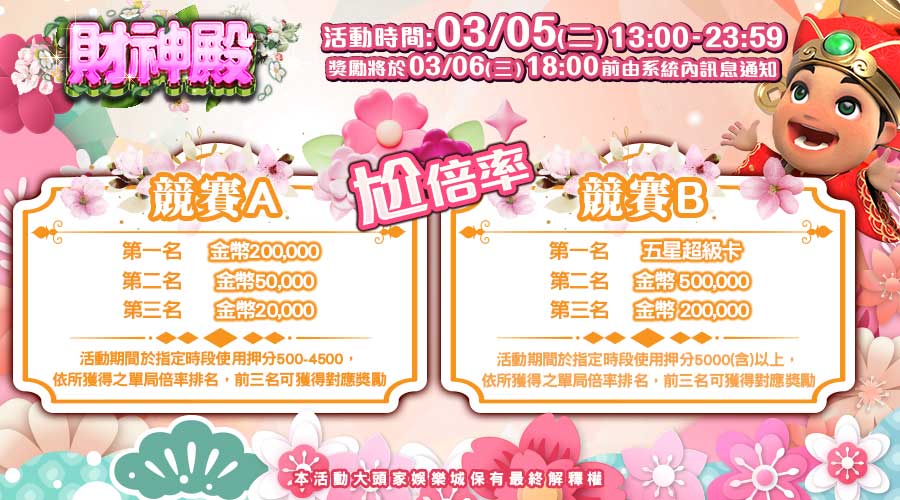 財神殿
活動時間:03/05(二)13:00-23:59
獎勵將於03/06(三)18:00前由系統內訊息通知
尬倍率
競賽A
第一名 金幣200,000
第二名 金幣50,000
第三名 金幣20,000
活動期間於指定時段使用押分500-4500,
依所獲得之單局倍率排名,前三名可獲得對應獎勵
競賽B
第一名 五星超級卡
第二名 金幣 500,000
第三名 金幣 200,000
活動期間於指定時段使用押分5000(含)以上,
依所獲得之單局倍率排名,前三名可獲得對應獎勵
本活動大頭家娛樂城保有最終解釋權